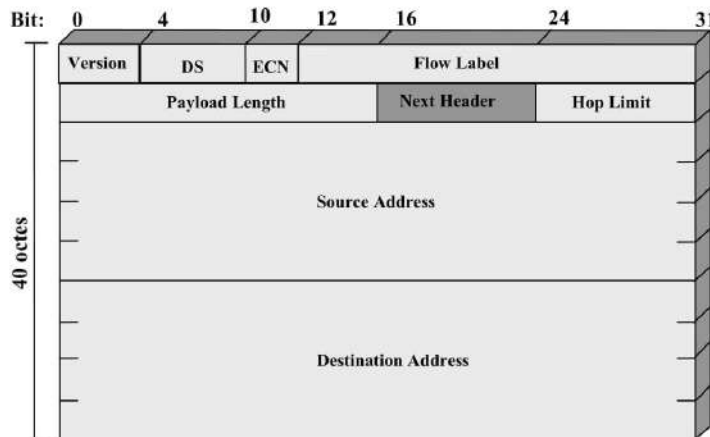 Bit: 0 4 10 12 16 24 31
Version DS ECN Flow Label
Payload Length Next Header Hop Limit
Source Address
40 octes
Destination Address